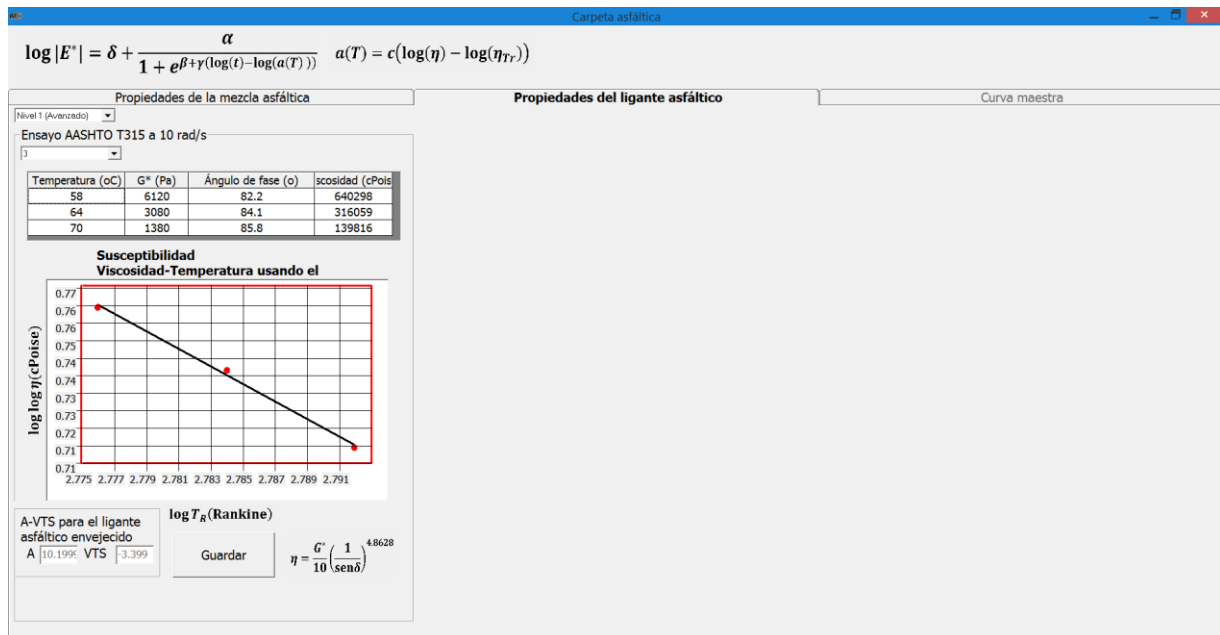 Carpeta asfáltica
log |E*| = δ + α / (1 + e^(β+γ(log(t)−log(a(T) )))) a(T) = c(log(η) − log(η_Tr))
Propiedades de la mezcla asfáltica Propiedades del ligante asfáltico Curva maestra
Nivel 1 (Avanzado)
Ensayo AASHTO T315 a 10 rad/s
3
Temperatura (oC) G* (Pa) Ángulo de fase (o) scosidad (cPois
58 6120 82.2 640298
64 3080 84.1 316059
70 1380 85.8 139816
Susceptibilidad
Viscosidad-Temperatura usando el
log log η(cPoise)
0.77
0.76
0.76
0.75
0.74
0.74
0.73
0.73
0.72
0.71
0.71
2.775 2.777 2.779 2.781 2.783 2.785 2.787 2.789 2.791
log T_R(Rankine)
A-VTS para el ligante
asfáltico envejecido
A 10.199 VTS -3.399
Guardar
η = G*/10 (1/senδ)^4.8628